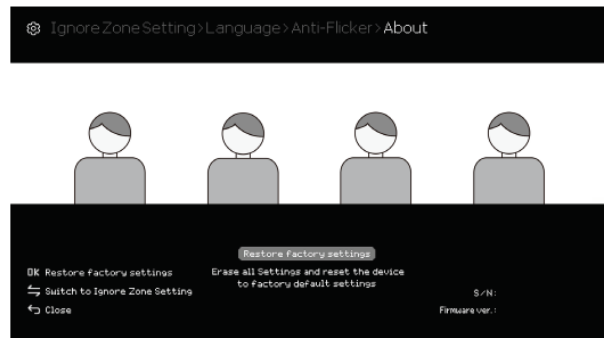 Ignore Zone Setting>Language>Anti-Flicker>About
Restore factory settings
Erase all Settings and reset the device
to factory default settings
OK Restore factory settings
Switch to Ignore Zone Setting
Close
S/N:
Firmware ver.: